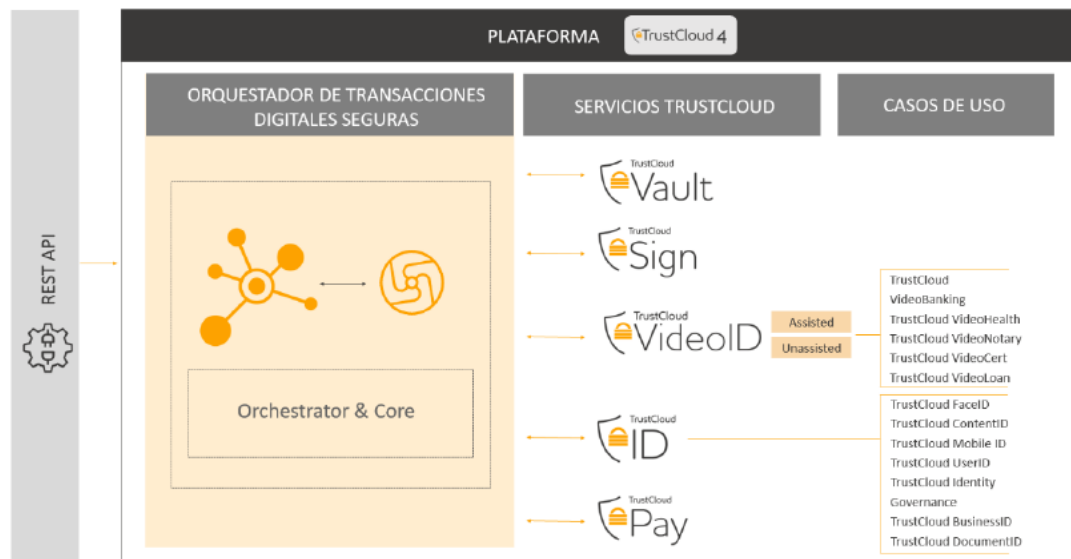 PLATAFORMA
TrustCloud 4
REST API
ORQUESTADOR DE TRANSACCIONES
DIGITALES SEGURAS
SERVICIOS TRUSTCLOUD
CASOS DE USO
Orchestrator & Core
TrustCloud
Vault
TrustCloud
Sign
TrustCloud
VideoID
Assisted
Unassisted
TrustCloud
VideoBanking
TrustCloud VideoHealth
TrustCloud VideoNotary
TrustCloud VideoCert
TrustCloud VideoLoan
TrustCloud
ID
TrustCloud FaceID
TrustCloud ContentID
TrustCloud Mobile ID
TrustCloud UserID
TrustCloud Identity
Governance
TrustCloud BusinessID
TrustCloud DocumentID
TrustCloud
Pay